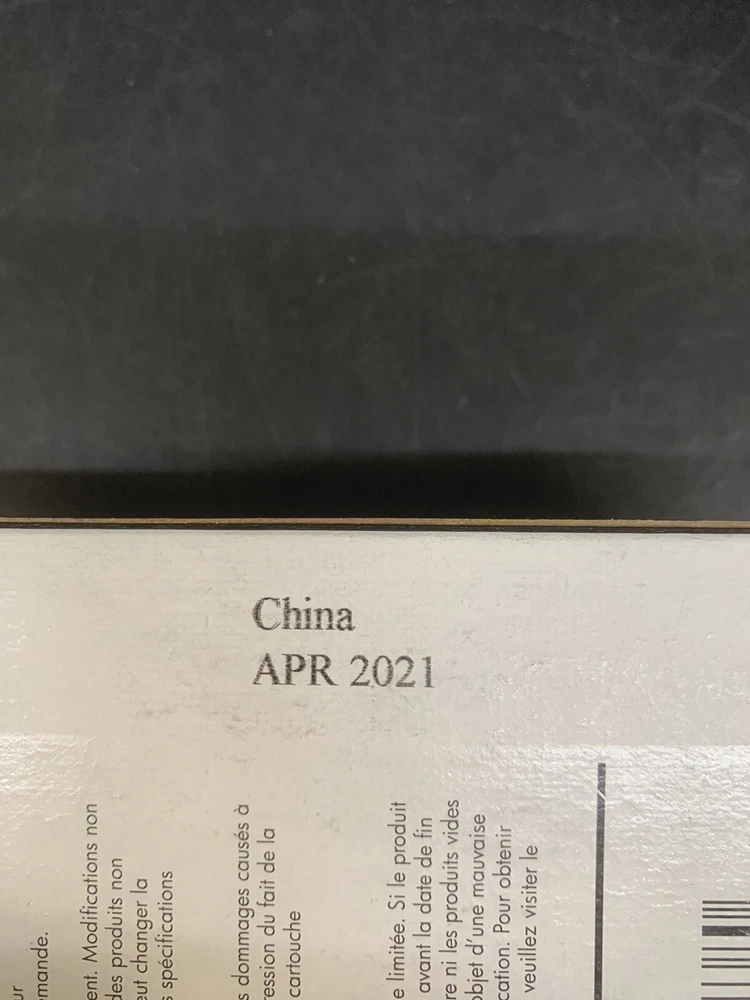 China
APR 2021
ur
mande.
ent. Modifications non
des produits non
eut changer la
s spécifications
s dommages causés à
ression du fait de la
cartouche
e limitée. Si le produit
avant la date de fin
re ni les produits vides
objet d'une mauvaise
cation. Pour obtenir
veuillez visiter le